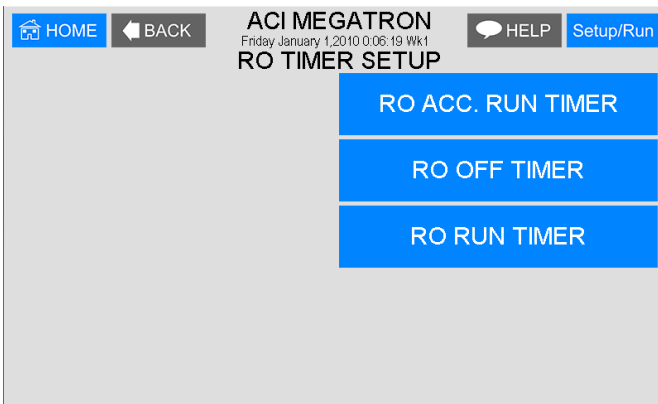 HOME
BACK
ACI MEGATRON
Friday January 1,2010 0:06:19 Wk1
RO TIMER SETUP
HELP
Setup/Run
RO ACC. RUN TIMER
RO OFF TIMER
RO RUN TIMER